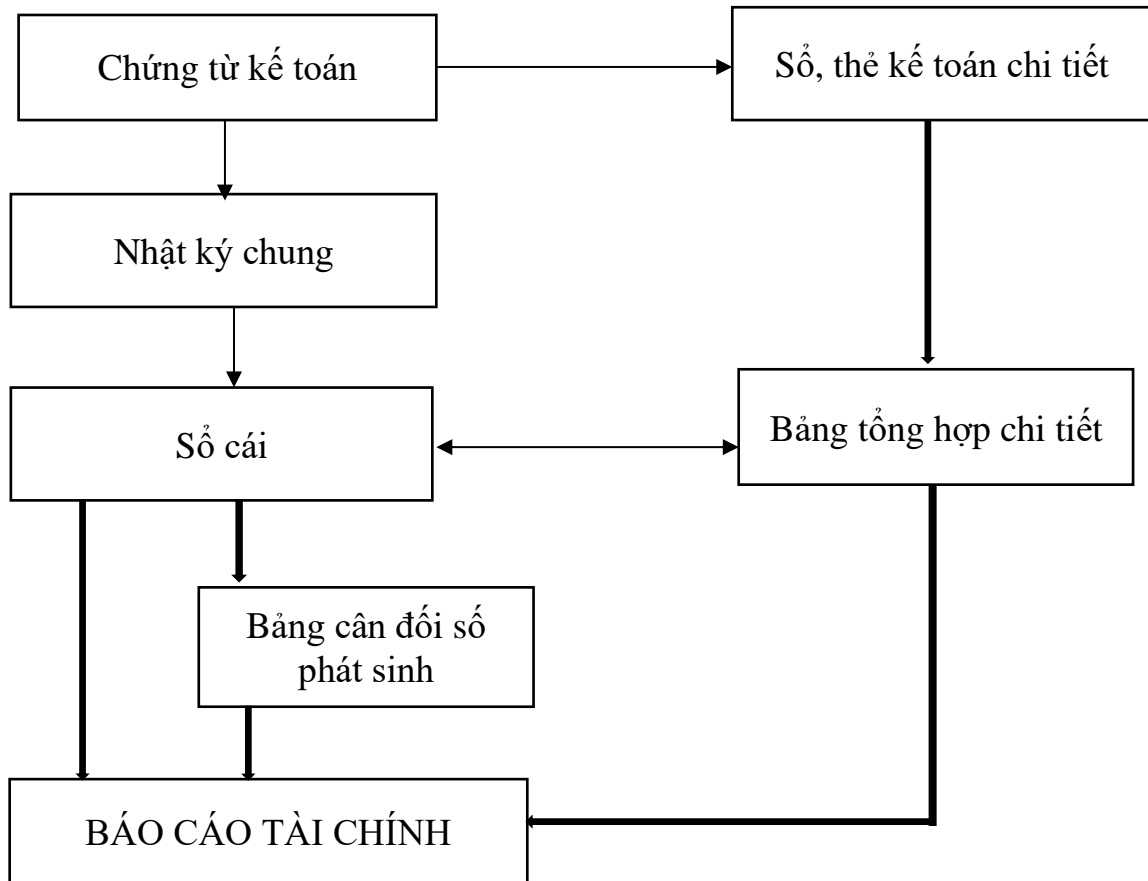 Chứng từ kế toán
Sổ, thẻ kế toán chi tiết
Nhật ký chung
Sổ cái
Bảng tổng hợp chi tiết
Bảng cân đối số
phát sinh
BÁO CÁO TÀI CHÍNH